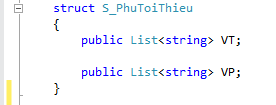 struct S_PhuToiThieu
{
public List<string> VT;
public List<string> VP;
}